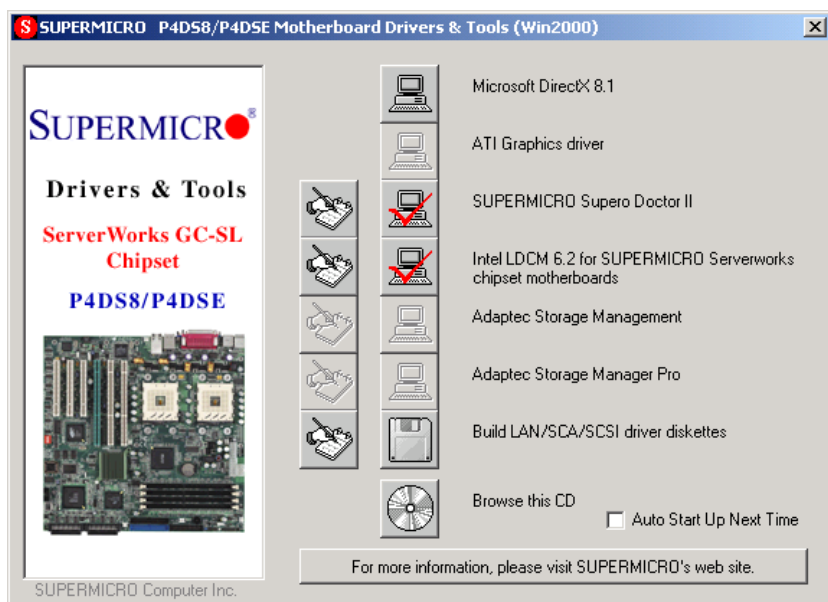 SUPERMICRO P4DS8/P4DSE Motherboard Drivers & Tools (Win2000)
SUPERMICRO®
Drivers & Tools
ServerWorks GC-SL
Chipset
P4DS8/P4DSE
SUPERMICRO Computer Inc.
Microsoft DirectX 8.1
ATI Graphics driver
SUPERMICRO Supero Doctor II
Intel LDCM 6.2 for SUPERMICRO Serverworks
chipset motherboards
Adaptec Storage Management
Adaptec Storage Manager Pro
Build LAN/SCA/SCSI driver diskettes
Browse this CD
Auto Start Up Next Time
For more information, please visit SUPERMICRO's web site.